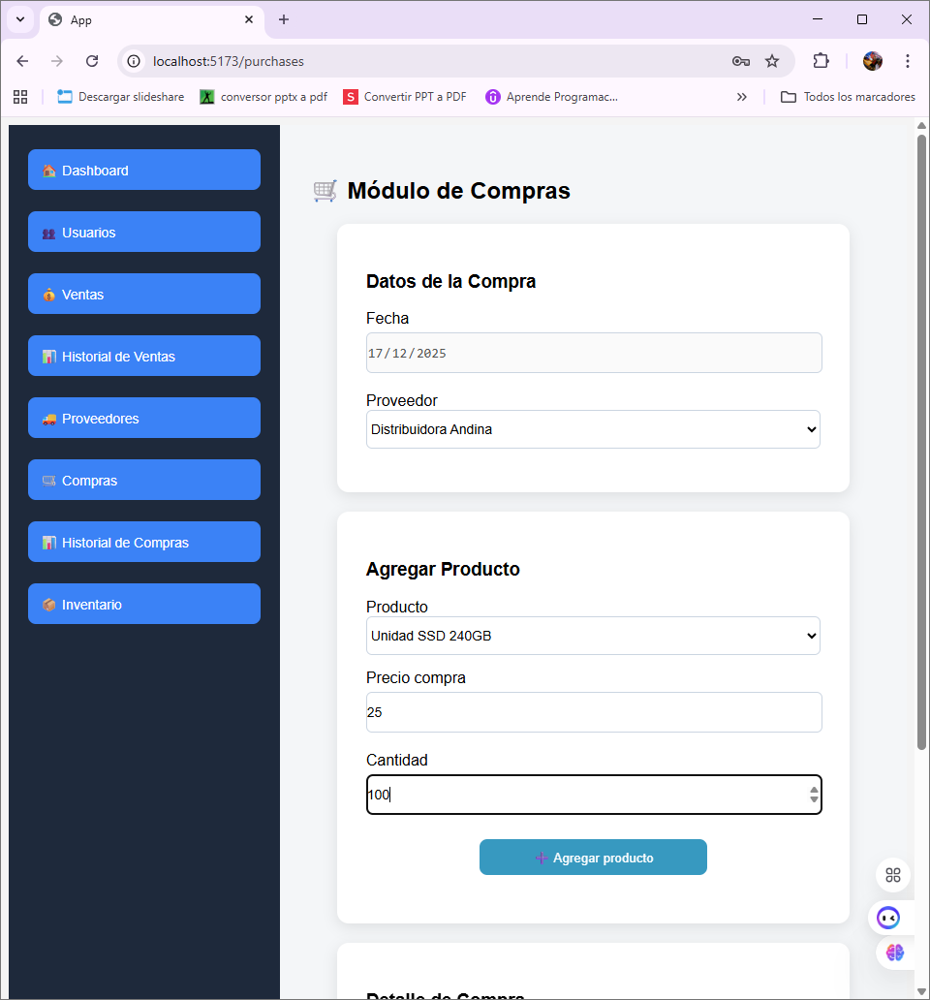 App
localhost:5173/purchases
Descargar slideshare
conversor pptx a pdf
S
Convertir PPT a PDF
Aprende Programac...
Todos los marcadores
Dashboard
Usuarios
Ventas
Historial de Ventas
Proveedores
Compras
Historial de Compras
Inventario
Módulo de Compras
Datos de la Compra
Fecha
17/12/2025
Proveedor
Distribuidora Andina
Agregar Producto
Producto
Unidad SSD 240GB
Precio compra
25
Cantidad
100
Agregar producto
Detalle de Compra